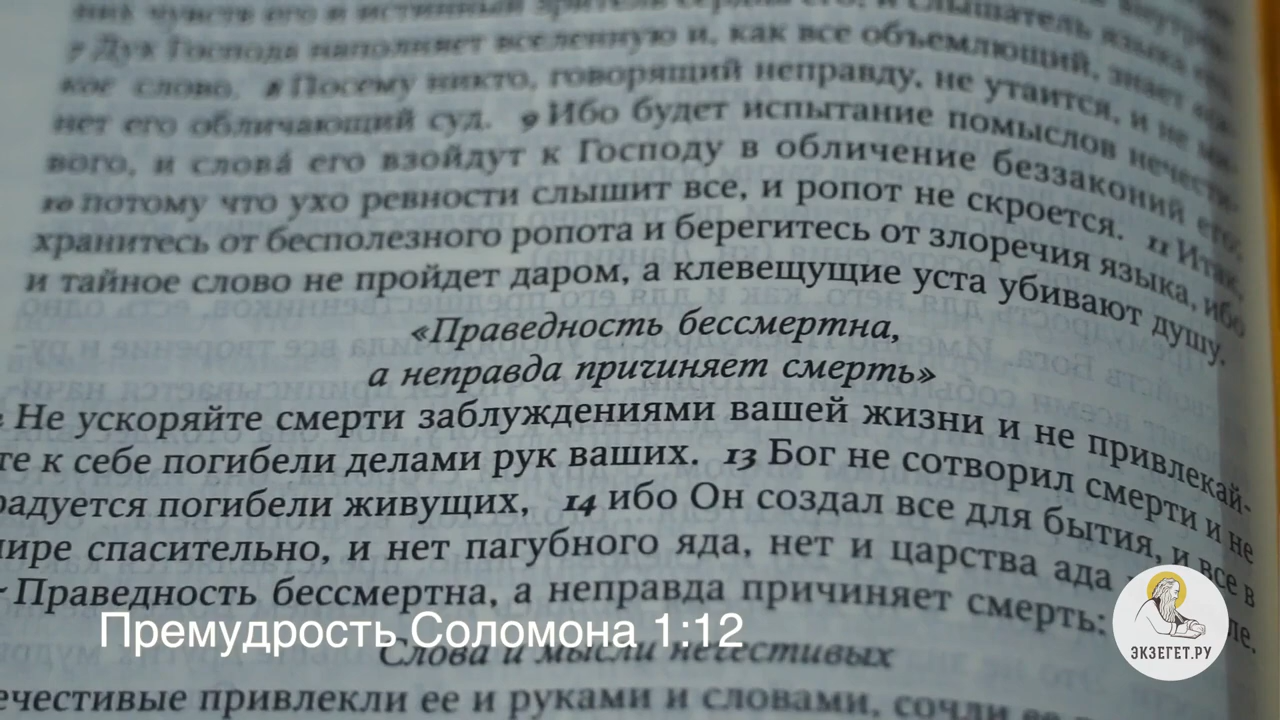 чувств его и истинный зритель сердца его, и слышатель языка его.
7 Дух Господа наполняет вселенную и, как все объемлющий, знает
кое слово. 8 Посему никто, говорящий неправду, не утаится, и не ми-
нет его обличающий суд. 9 Ибо будет испытание помыслов нечести-
вого, и слова́ его взойдут к Господу в обличение беззаконий его;
10 потому что ухо ревности слышит все, и ропот не скроется. 11 Итак,
хранитесь от бесполезного ропота и берегитесь от злоречия языка, ибо
и тайное слово не пройдет даром, а клевещущие уста убивают душу.
«Праведность бессмертна,
а неправда причиняет смерть»
Не ускоряйте смерти заблуждениями вашей жизни и не привлекай-
те к себе погибели делами рук ваших. 13 Бог не сотворил смерти и не
радуется погибели живущих, 14 ибо Он создал все для бытия, и все в
мире спасительно, и нет пагубного яда, нет и царства ада ле.
Праведность бессмертна, а неправда причиняет смерть:
Премудрость Соломона 1:12
ЭКЗЕГЕТ.РУ
Слова и мысли нечестивых
ечестивые привлекли ее и руками и словами, сочли ее